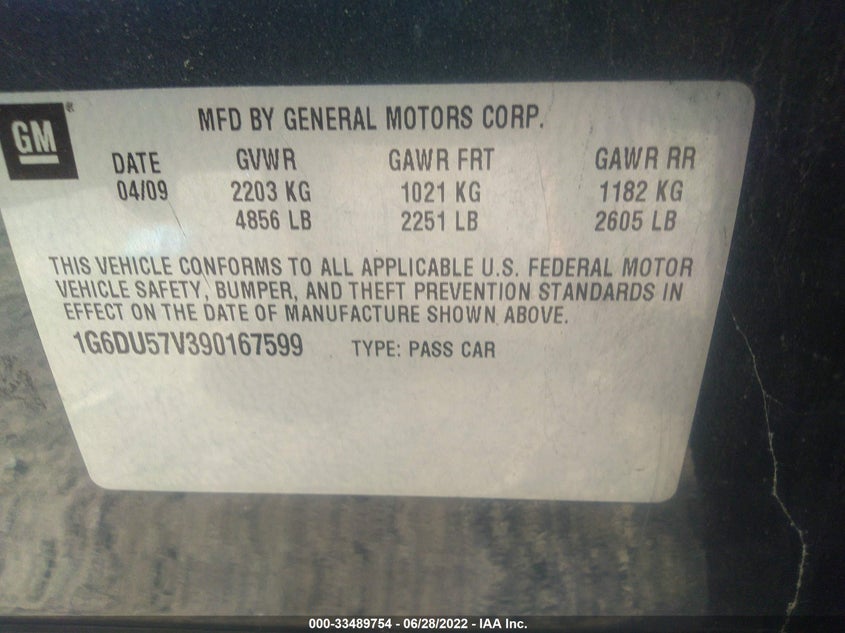 GM®
MFD BY GENERAL MOTORS CORP.
DATE GVWR GAWR FRT GAWR RR
04/09 2203 KG 1021 KG 1182 KG
4856 LB 2251 LB 2605 LB
THIS VEHICLE CONFORMS TO ALL APPLICABLE U.S. FEDERAL MOTOR
VEHICLE SAFETY, BUMPER, AND THEFT PREVENTION STANDARDS IN
EFFECT ON THE DATE OF MANUFACTURE SHOWN ABOVE.
1G6DU57V390167599 TYPE: PASS CAR
000-33489754 - 06/28/2022 - IAA Inc.